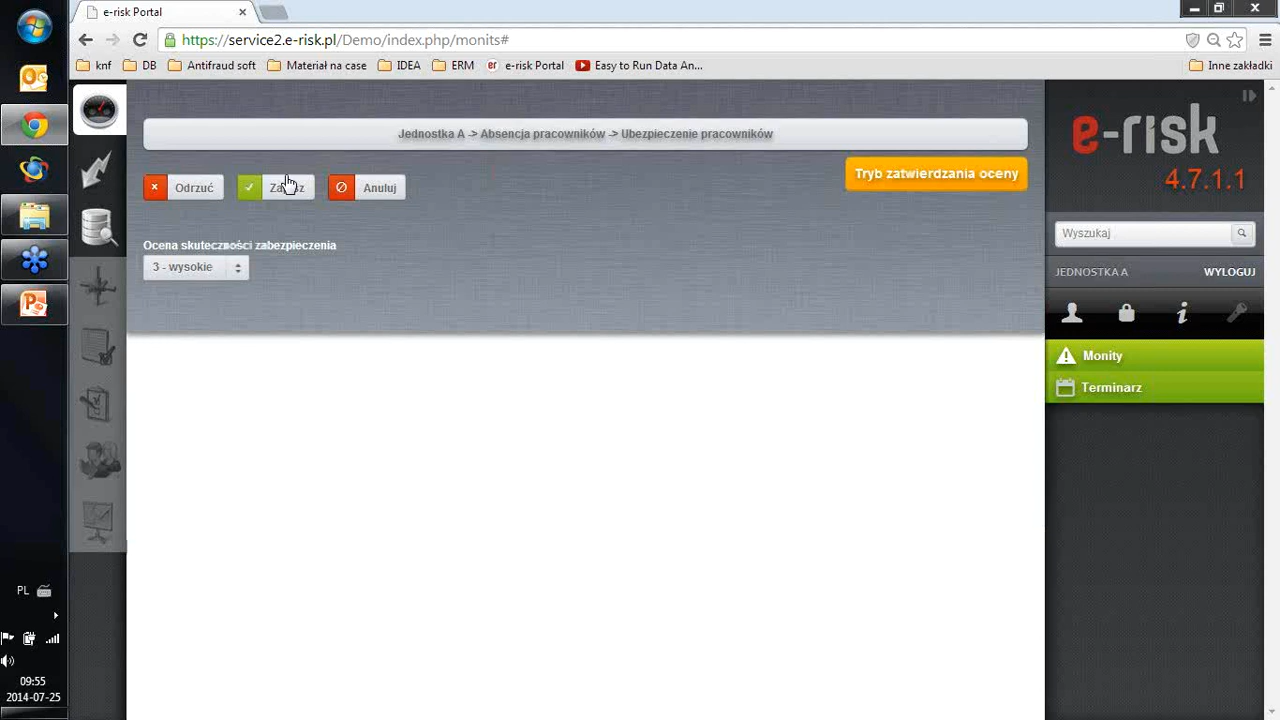 e-risk Portal
https://service2.e-risk.pl/Demo/index.php/monits#
knf DB Antifraud soft Materiał na case IDEA ERM e-risk Portal Easy to Run Data An... Inne zakładki
Jednostka A -> Absencja pracowników -> Ubezpieczenie pracowników
Odrzuć
Anuluj
Tryb zatwierdzania oceny
Ocena skuteczności zabezpieczenia
3 - wysokie
e-risk
4.7.1.1
Wyszukaj
JEDNOSTKA A WYLOGUJ
Monity
Terminarz
PL
09:55
2014-07-25